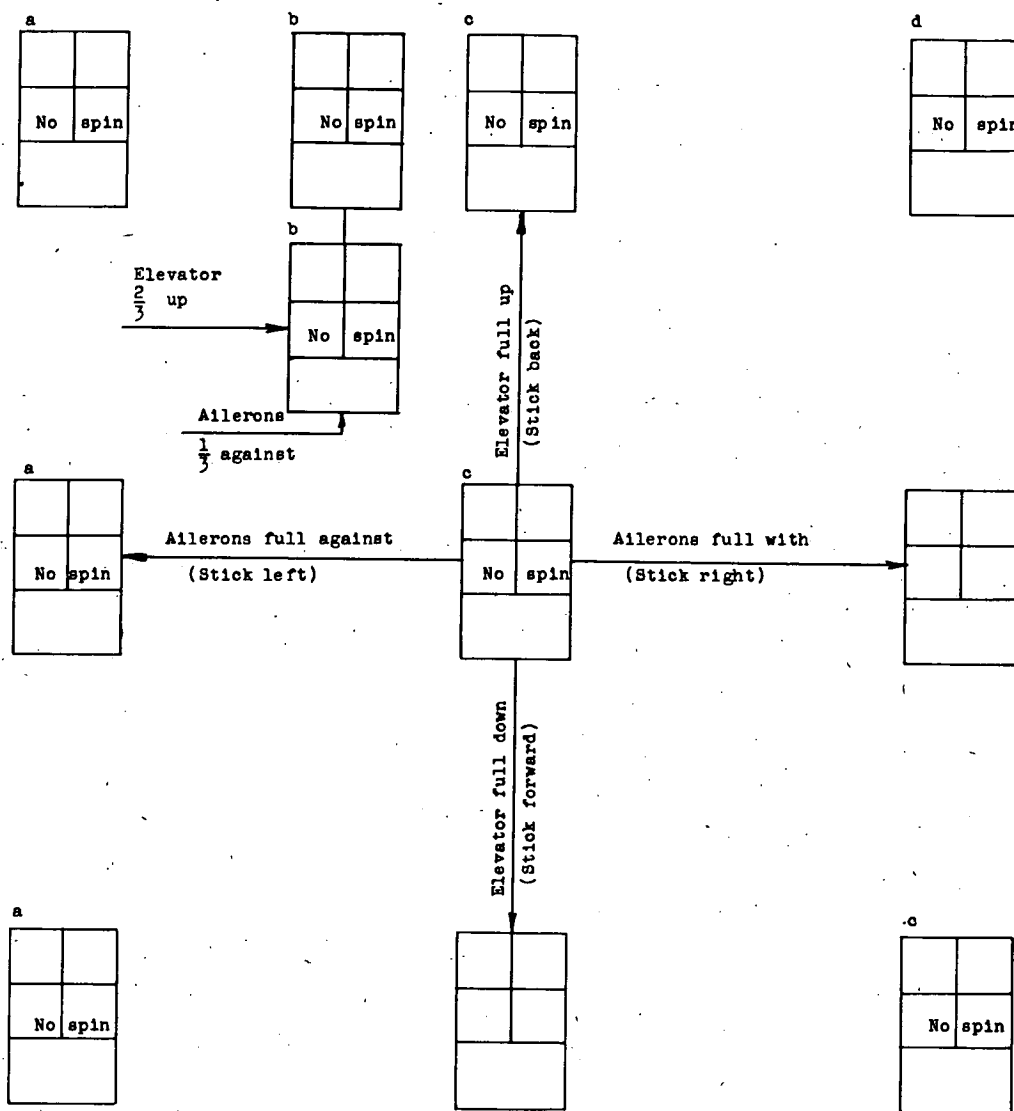 a
b
c
d
No spin
No spin
No spin
No spin
b
Elevator
2/3 up
No spin
Ailerons
1/3 against
Elevator full up
(Stick back)
a
c
Ailerons full against
(Stick left)
Ailerons full with
(Stick right)
No spin
No spin
Elevator full down
(Stick forward)
a
c
No spin
No spin